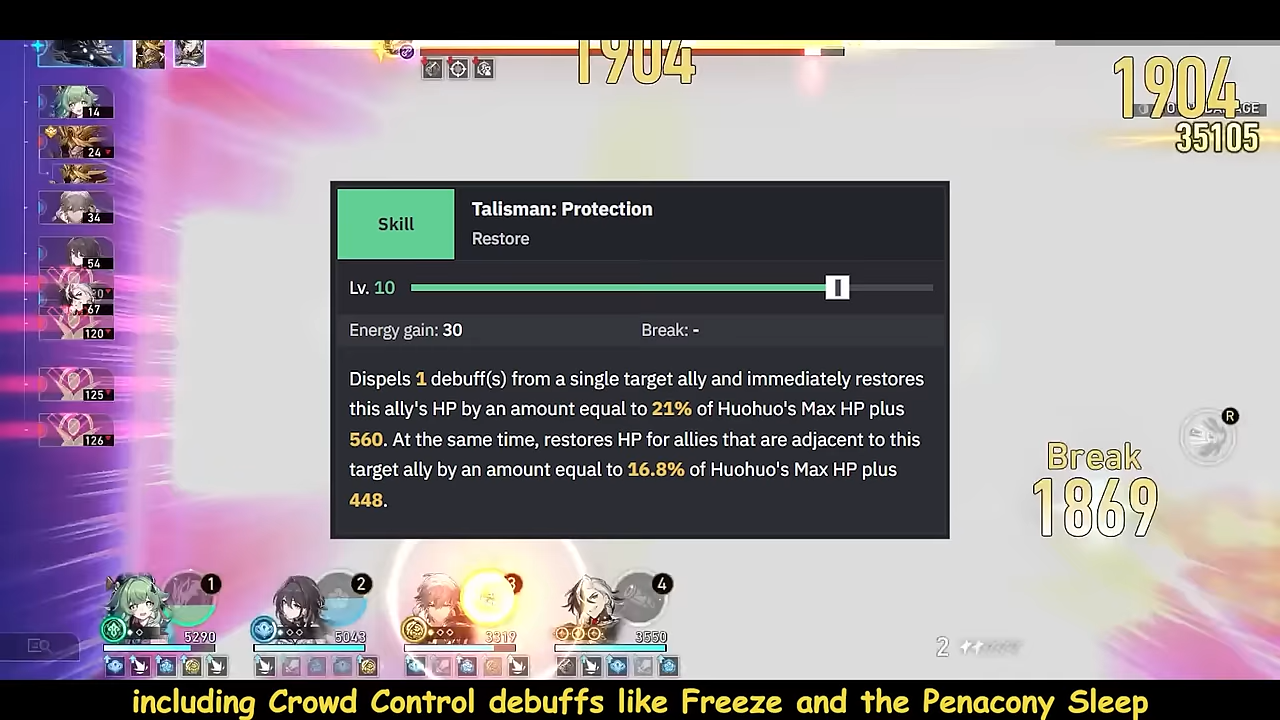 1904
1904
35105
14
24
34
54
67
120
125
126
Skill
Talisman: Protection
Restore
Lv. 10
Energy gain: 30
Break: -
Dispels 1 debuff(s) from a single target ally and immediately restores
this ally's HP by an amount equal to 21% of Huohuo's Max HP plus
560. At the same time, restores HP for allies that are adjacent to this
target ally by an amount equal to 16.8% of Huohuo's Max HP plus
448.
R
Break
1869
1
2
3
4
5290
5043
3319
3550
2
including Crowd Control debuffs like Freeze and the Penacony Sleep